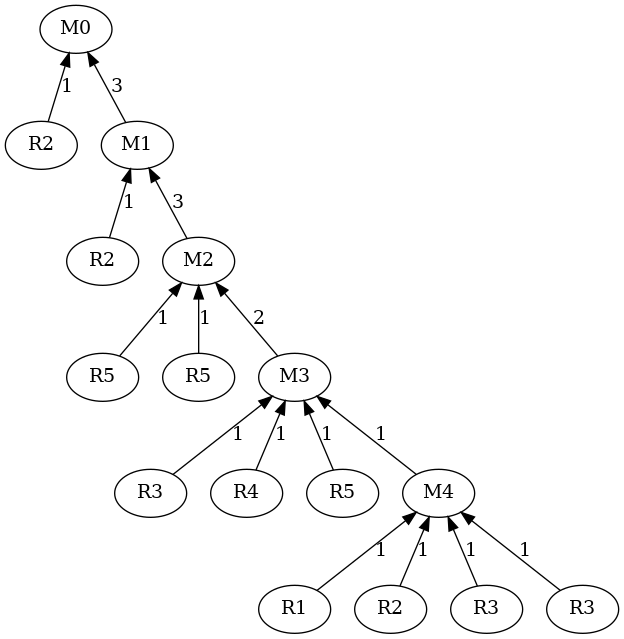 M0
1 3
R2 M1
1 3
R2 M2
1 1 2
R5 R5 M3
1 1 1 1
R3 R4 R5 M4
1 1 1 1
R1 R2 R3 R3